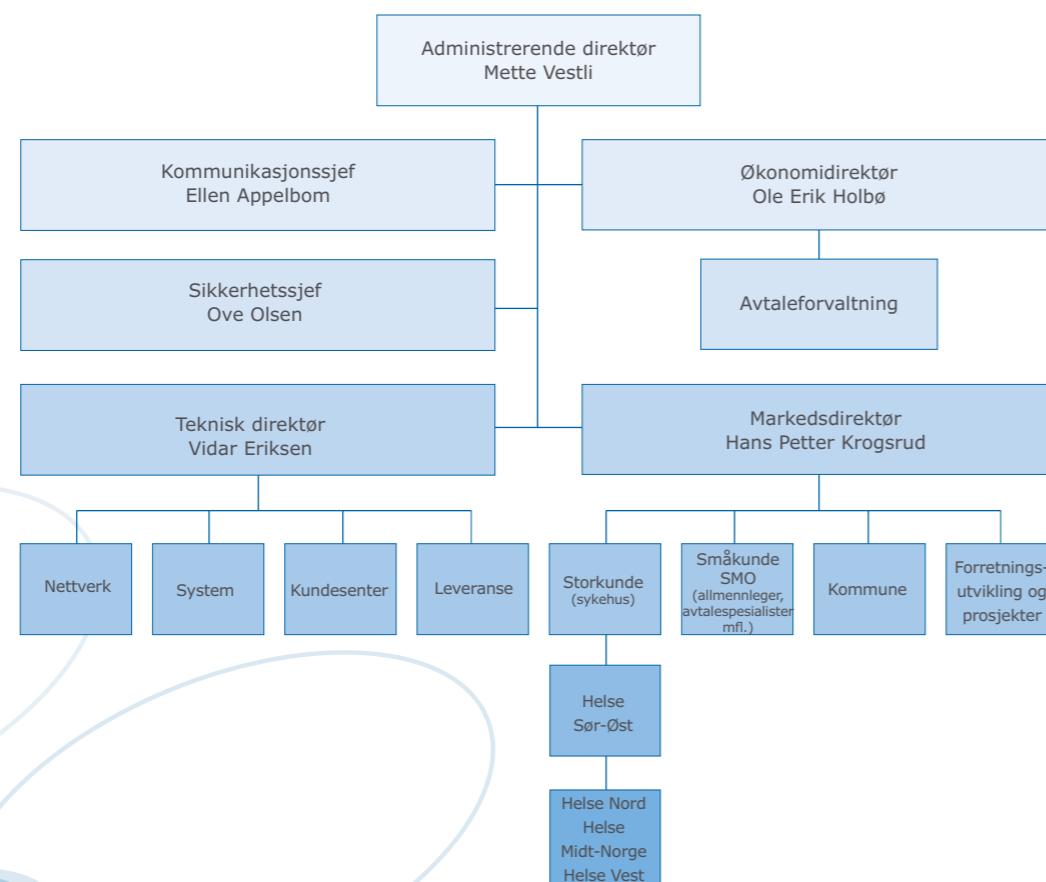 Administrerende direktør
Mette Vestli
Kommunikasjonssjef
Ellen Appelbom
Økonomidirektør
Ole Erik Holbø
Sikkerhetssjef
Ove Olsen
Avtaleforvaltning
Teknisk direktør
Vidar Eriksen
Markedsdirektør
Hans Petter Krogsrud
Nettverk
System
Kundesenter
Leveranse
Storkunde
(sykehus)
Småkunde
SMO
(allmennleger,
avtalespesialister
mfl.)
Kommune
Forretnings-
utvikling og
prosjekter
Helse
Sør-Øst
Helse Nord
Helse
Midt-Norge
Helse Vest